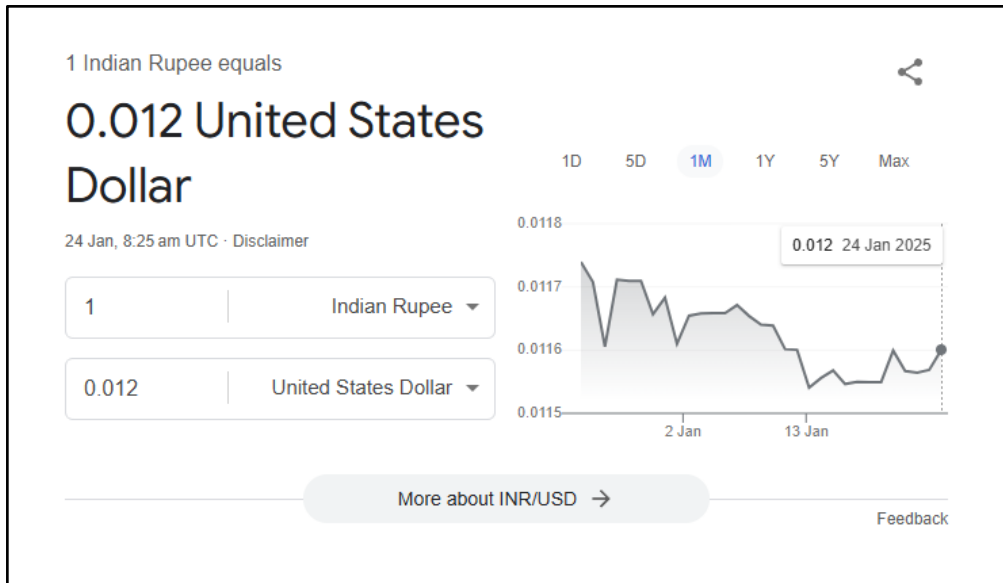 1 Indian Rupee equals
0.012 United States
Dollar
24 Jan, 8:25 am UTC · Disclaimer
1 Indian Rupee
0.012 United States Dollar
1D 5D 1M 1Y 5Y Max
0.0118
0.012 24 Jan 2025
0.0117
0.0116
0.0115
2 Jan 13 Jan
More about INR/USD
Feedback